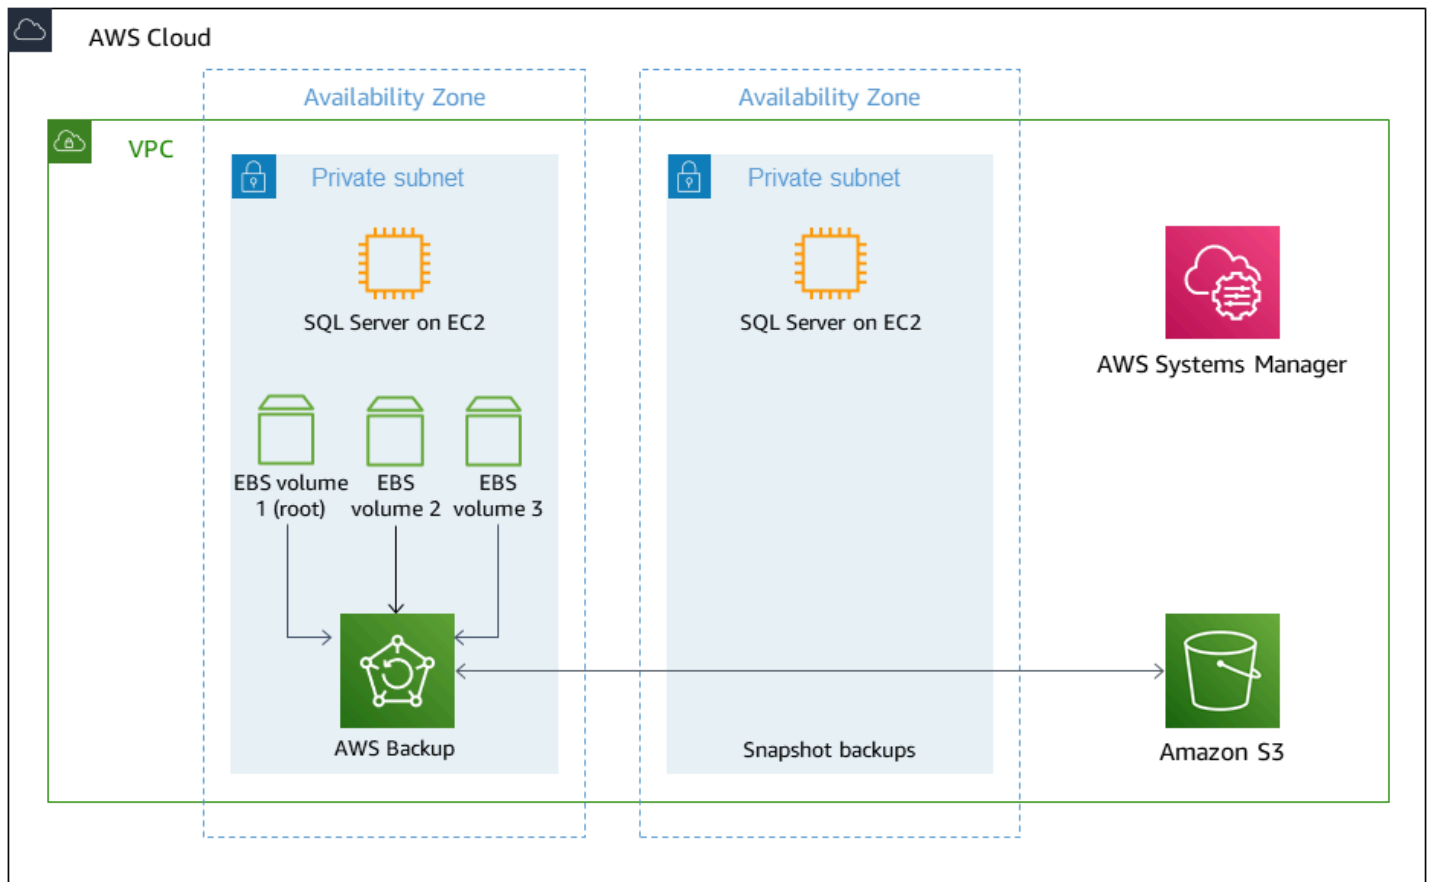 AWS Cloud
Availability Zone
Availability Zone
VPC
Private subnet
Private subnet
SQL Server on EC2
SQL Server on EC2
AWS Systems Manager
EBS volume
1 (root)
EBS
volume 2
EBS
volume 3
AWS Backup
Snapshot backups
Amazon S3